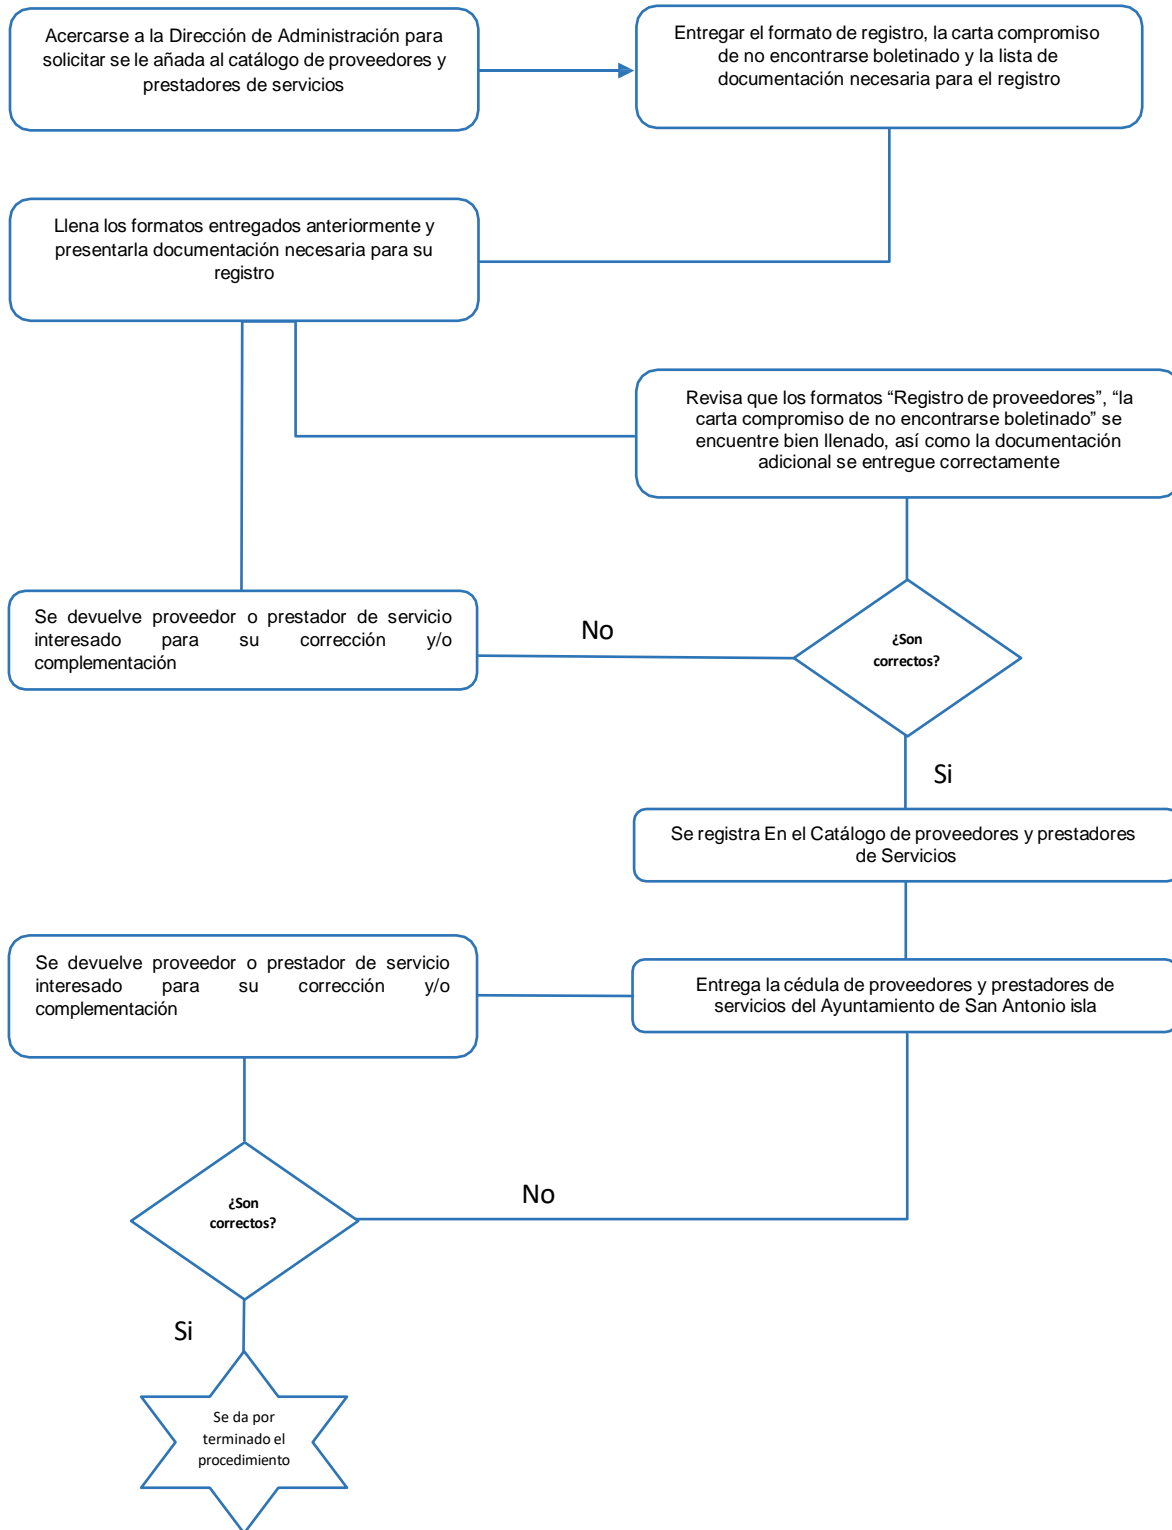 Acercarse a la Dirección de Administración para
solicitar se le añada al catálogo de proveedores y
prestadores de servicios
Entregar el formato de registro, la carta compromiso
de no encontrarse boletinado y la lista de
documentación necesaria para el registro
Llena los formatos entregados anteriormente y
presentarla documentación necesaria para su
registro
Revisa que los formatos “Registro de proveedores”, “la
carta compromiso de no encontrarse boletinado” se
encuentre bien llenado, así como la documentación
adicional se entregue correctamente
Se devuelve proveedor o prestador de servicio
interesado para su corrección y/o
complementación
No
¿Son
correctos?
Si
Se registra En el Catálogo de proveedores y prestadores
de Servicios
Se devuelve proveedor o prestador de servicio
interesado para su corrección y/o
complementación
Entrega la cédula de proveedores y prestadores de
servicios del Ayuntamiento de San Antonio isla
¿Son
correctos?
No
Si
Se da por
terminado el
procedimiento